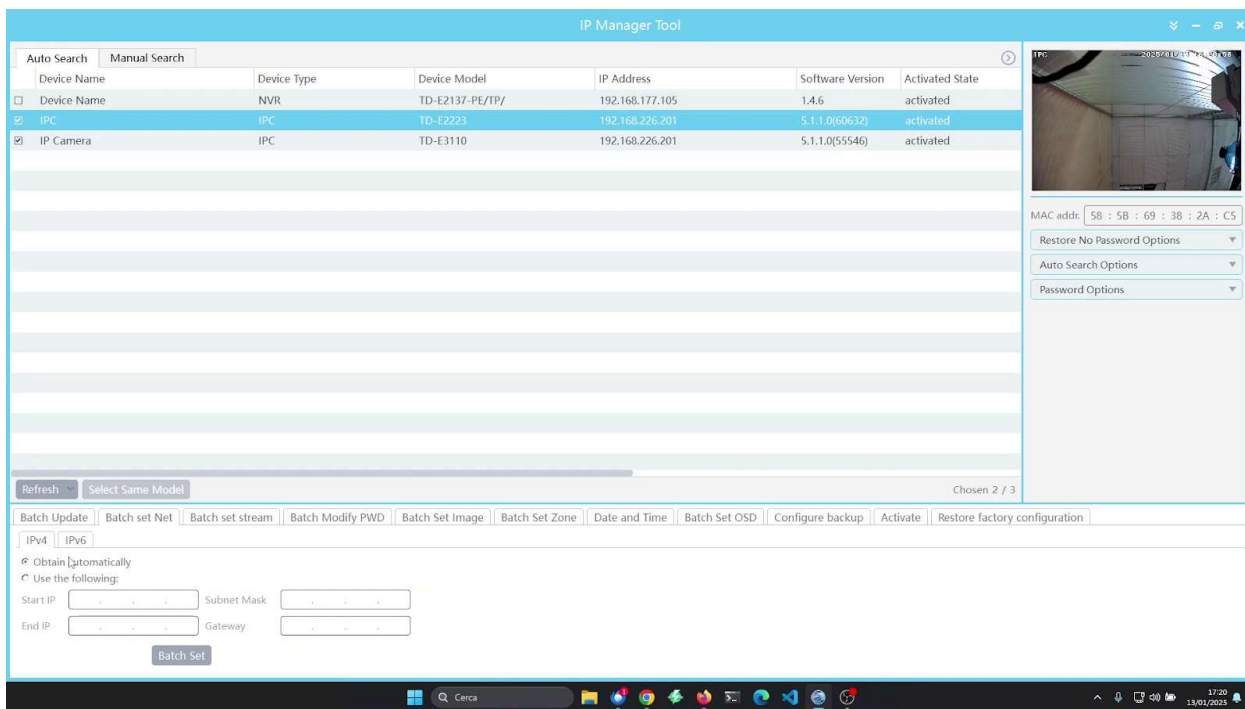 IP Manager Tool
Auto Search Manual Search
Device Name Device Type Device Model IP Address Software Version Activated State
Device Name NVR TD-E2137-PE/TP/ 192.168.177.105 1.4.6 activated
IPC IPC TD-E2223 192.168.226.201 5.1.1.0(60632) activated
IP Camera IPC TD-E3110 192.168.226.201 5.1.1.0(55546) activated
IPC
MAC addr. 58 : 5B : 69 : 38 : 2A : C5
Restore No Password Options
Auto Search Options
Password Options
Refresh Select Same Model Chosen 2 / 3
Batch Update Batch set Net Batch set stream Batch Modify PWD Batch Set Image Batch Set Zone Date and Time Batch Set OSD Configure backup Activate Restore factory configuration
IPv4 IPv6
Obtain automatically
Use the following:
Start IP . . . Subnet Mask . . .
End IP . . . Gateway . . .
Batch Set
Cerca
17:20
13/01/2025